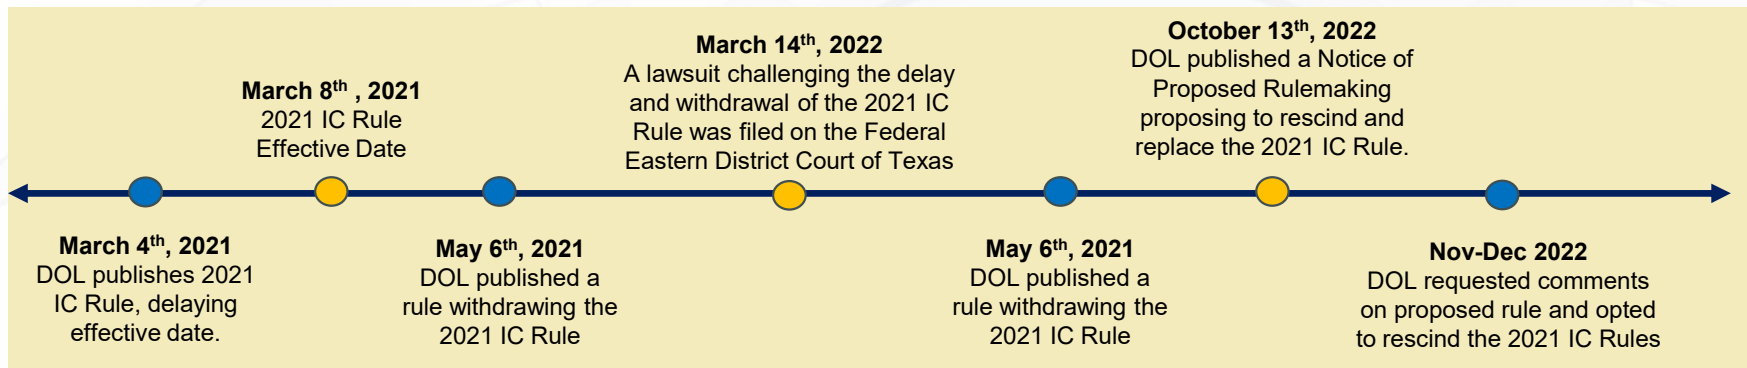 March 4th, 2021
DOL publishes 2021
IC Rule, delaying
effective date.
March 8th , 2021
2021 IC Rule
Effective Date
May 6th, 2021
DOL published a
rule withdrawing the
2021 IC Rule
March 14th, 2022
A lawsuit challenging the delay
and withdrawal of the 2021 IC
Rule was filed on the Federal
Eastern District Court of Texas
May 6th, 2021
DOL published a
rule withdrawing the
2021 IC Rule
October 13th, 2022
DOL published a Notice of
Proposed Rulemaking
proposing to rescind and
replace the 2021 IC Rule.
Nov-Dec 2022
DOL requested comments
on proposed rule and opted
to rescind the 2021 IC Rules